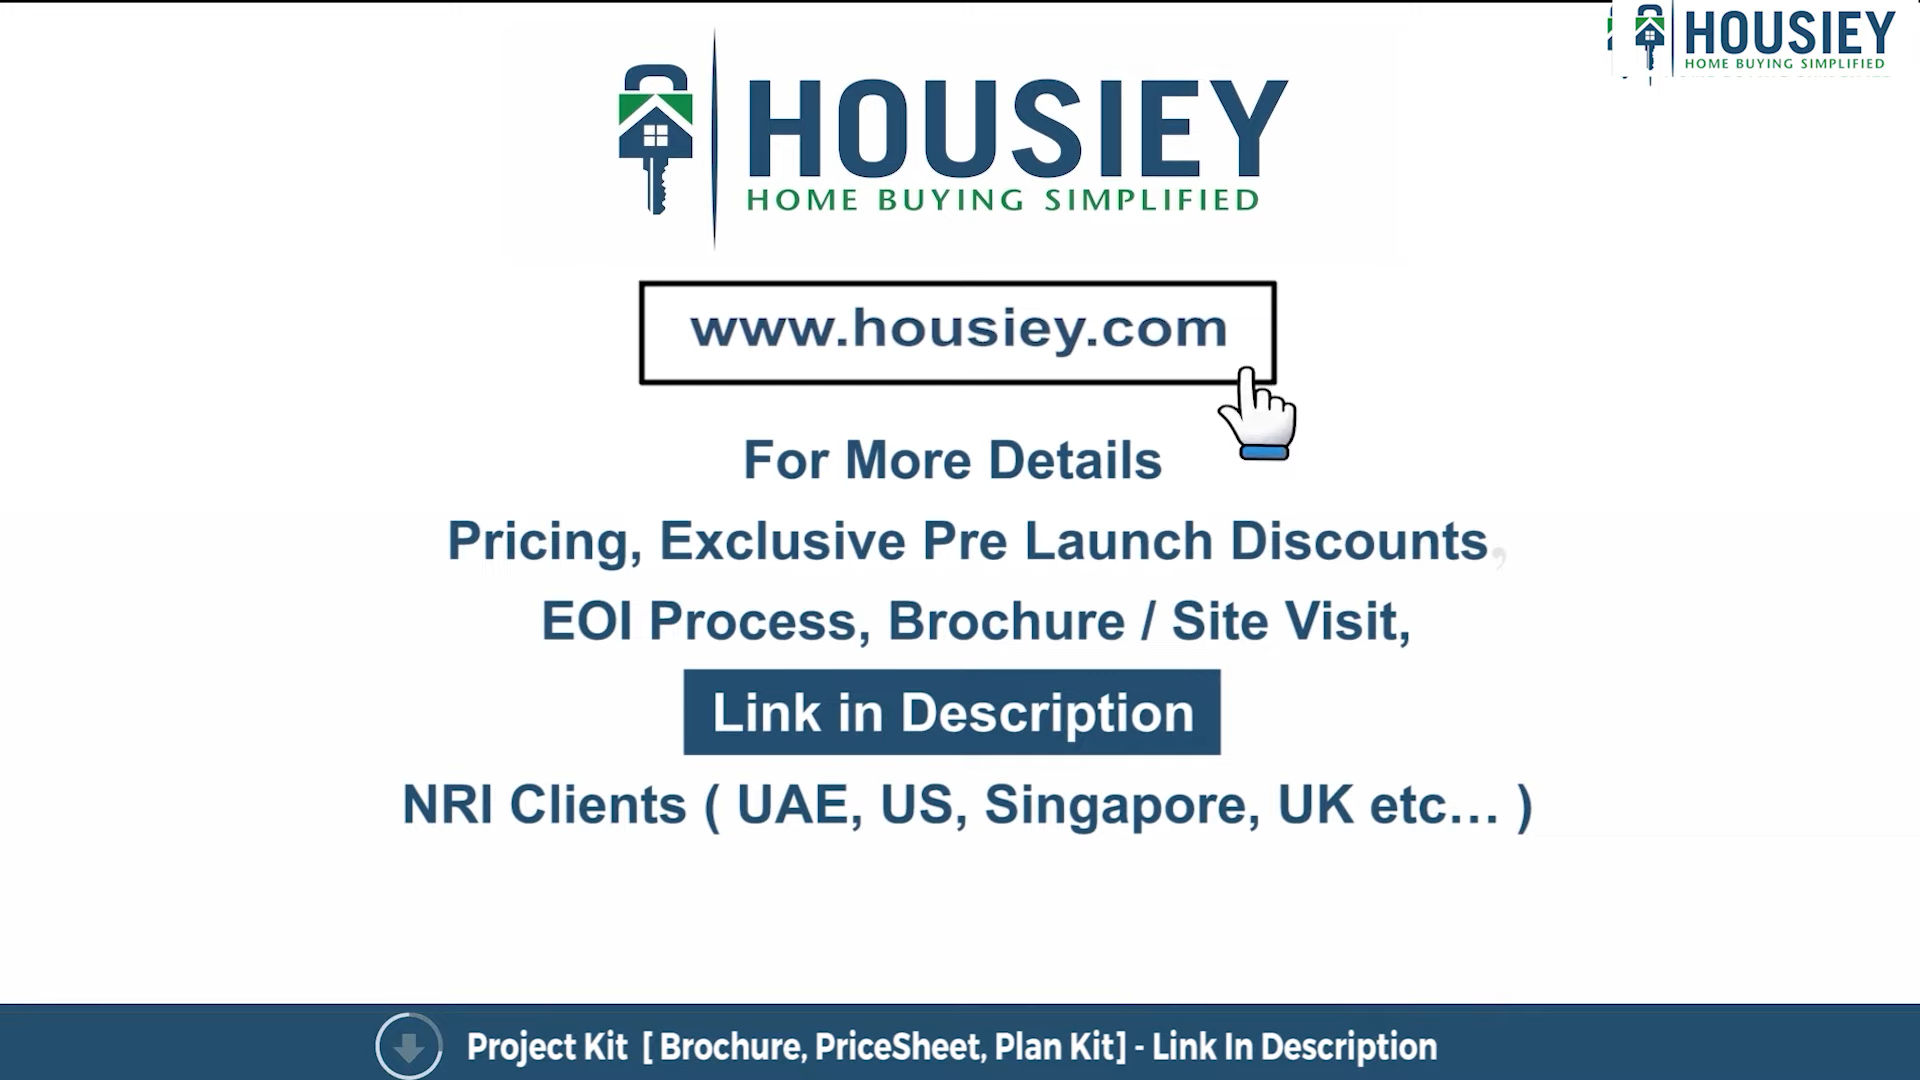 HOUSIEY
HOME BUYING SIMPLIFIED
HOUSIEY
HOME BUYING SIMPLIFIED
www.housiey.com
For More Details
Pricing, Exclusive Pre Launch Discounts,
EOI Process, Brochure / Site Visit,
Link in Description
NRI Clients ( UAE, US, Singapore, UK etc... )
Project Kit [ Brochure, PriceSheet, Plan Kit] - Link In Description